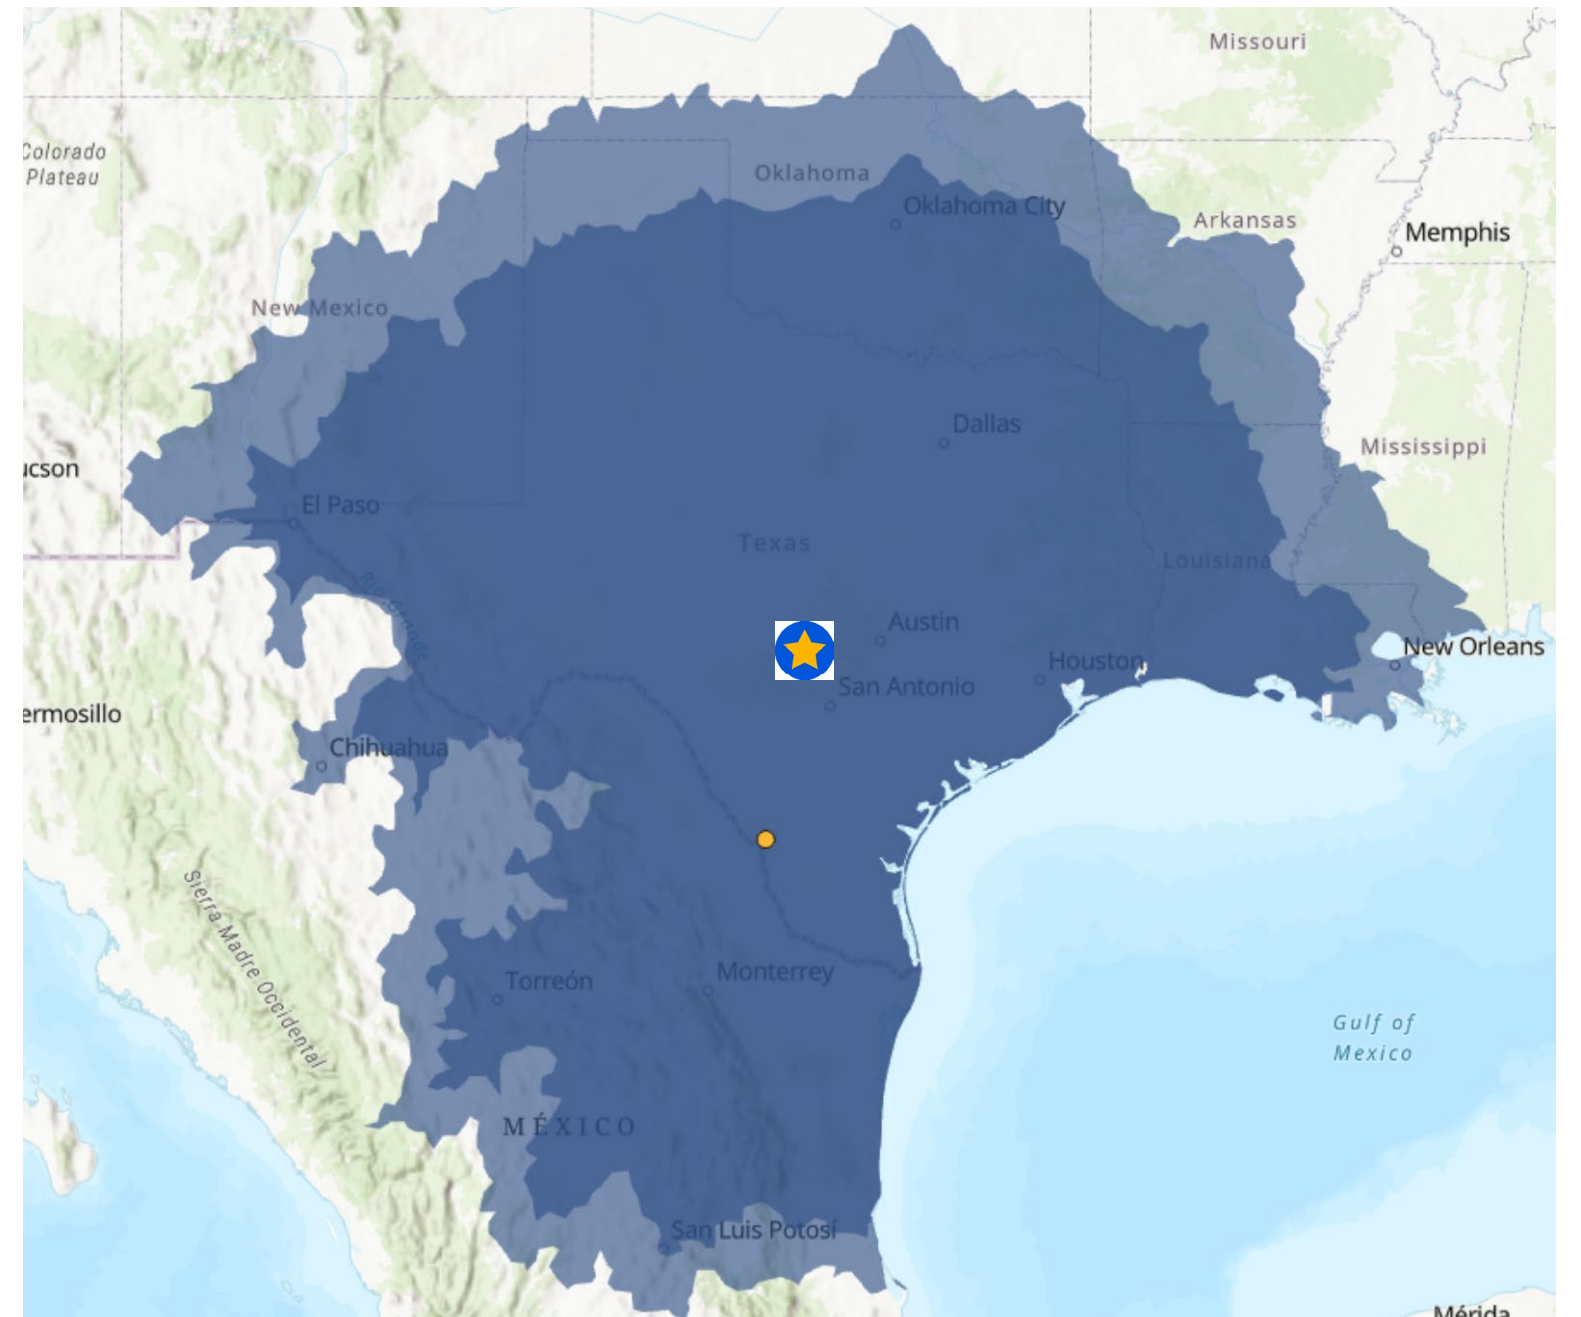 Missouri
Colorado
Plateau
Oklahoma
Oklahoma City
Arkansas
Memphis
New Mexico
Dallas
Mississippi
ucson
El Paso
Texas
Louisiana
Rio Grande
Austin
New Orleans
Houston
San Antonio
ermosillo
Chihuahua
Sierra Madre Occidental
Torreón
Monterrey
Gulf of
Mexico
MÉXICO
San Luis Potosí
Mérida